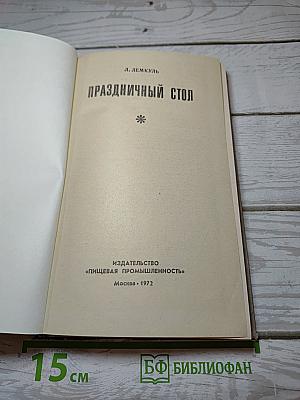 Л. ЛЕМКУЛЬ
ПРАЗДНИЧНЫЙ СТОЛ
ИЗДАТЕЛЬСТВО
«ПИЩЕВАЯ ПРОМЫШЛЕННОСТЬ»
Москва • 1972
15 см
БФ БИБЛИОФАН